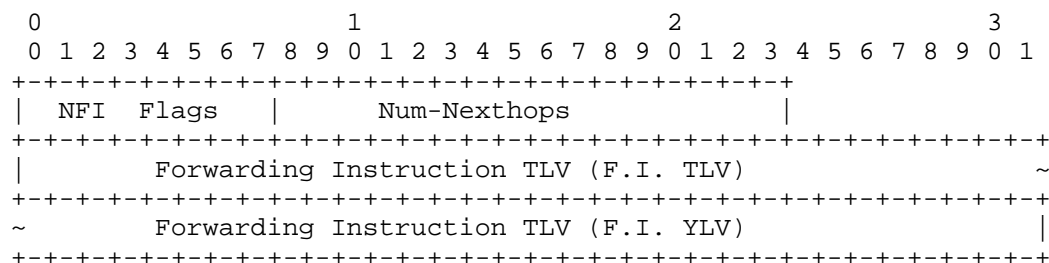 0                   1                   2                   3
 0 1 2 3 4 5 6 7 8 9 0 1 2 3 4 5 6 7 8 9 0 1 2 3 4 5 6 7 8 9 0 1
+-+-+-+-+-+-+-+-+-+-+-+-+-+-+-+-+-+-+-+-+-+-+-+-+
|  NFI  Flags   |      Num-Nexthops             |
+-+-+-+-+-+-+-+-+-+-+-+-+-+-+-+-+-+-+-+-+-+-+-+-+-+-+-+-+-+-+-+-+
|        Forwarding Instruction TLV (F.I. TLV)                  ~
+-+-+-+-+-+-+-+-+-+-+-+-+-+-+-+-+-+-+-+-+-+-+-+-+-+-+-+-+-+-+-+-+
~        Forwarding Instruction TLV (F.I. YLV)                  |
+-+-+-+-+-+-+-+-+-+-+-+-+-+-+-+-+-+-+-+-+-+-+-+-+-+-+-+-+-+-+-+-+